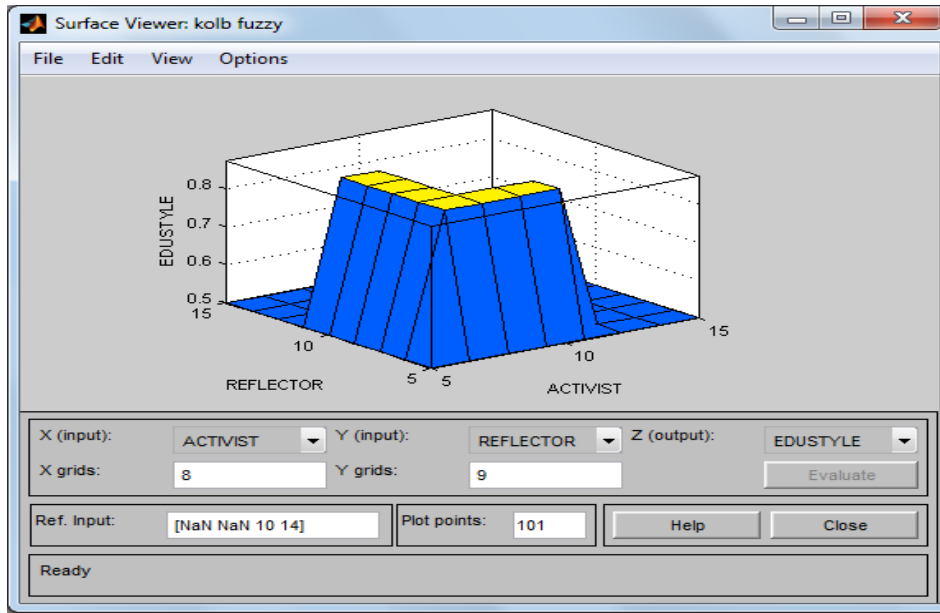 Surface Viewer: kolb fuzzy
File Edit View Options
0.8
0.7
0.6
0.5
EDUSTYLE
15
10
5
REFLECTOR
5
10
15
ACTIVIST
X (input): ACTIVIST Y (input): REFLECTOR Z (output): EDUSTYLE
X grids: 8 Y grids: 9 Evaluate
Ref. Input: [NaN NaN 10 14] Plot points: 101 Help Close
Ready